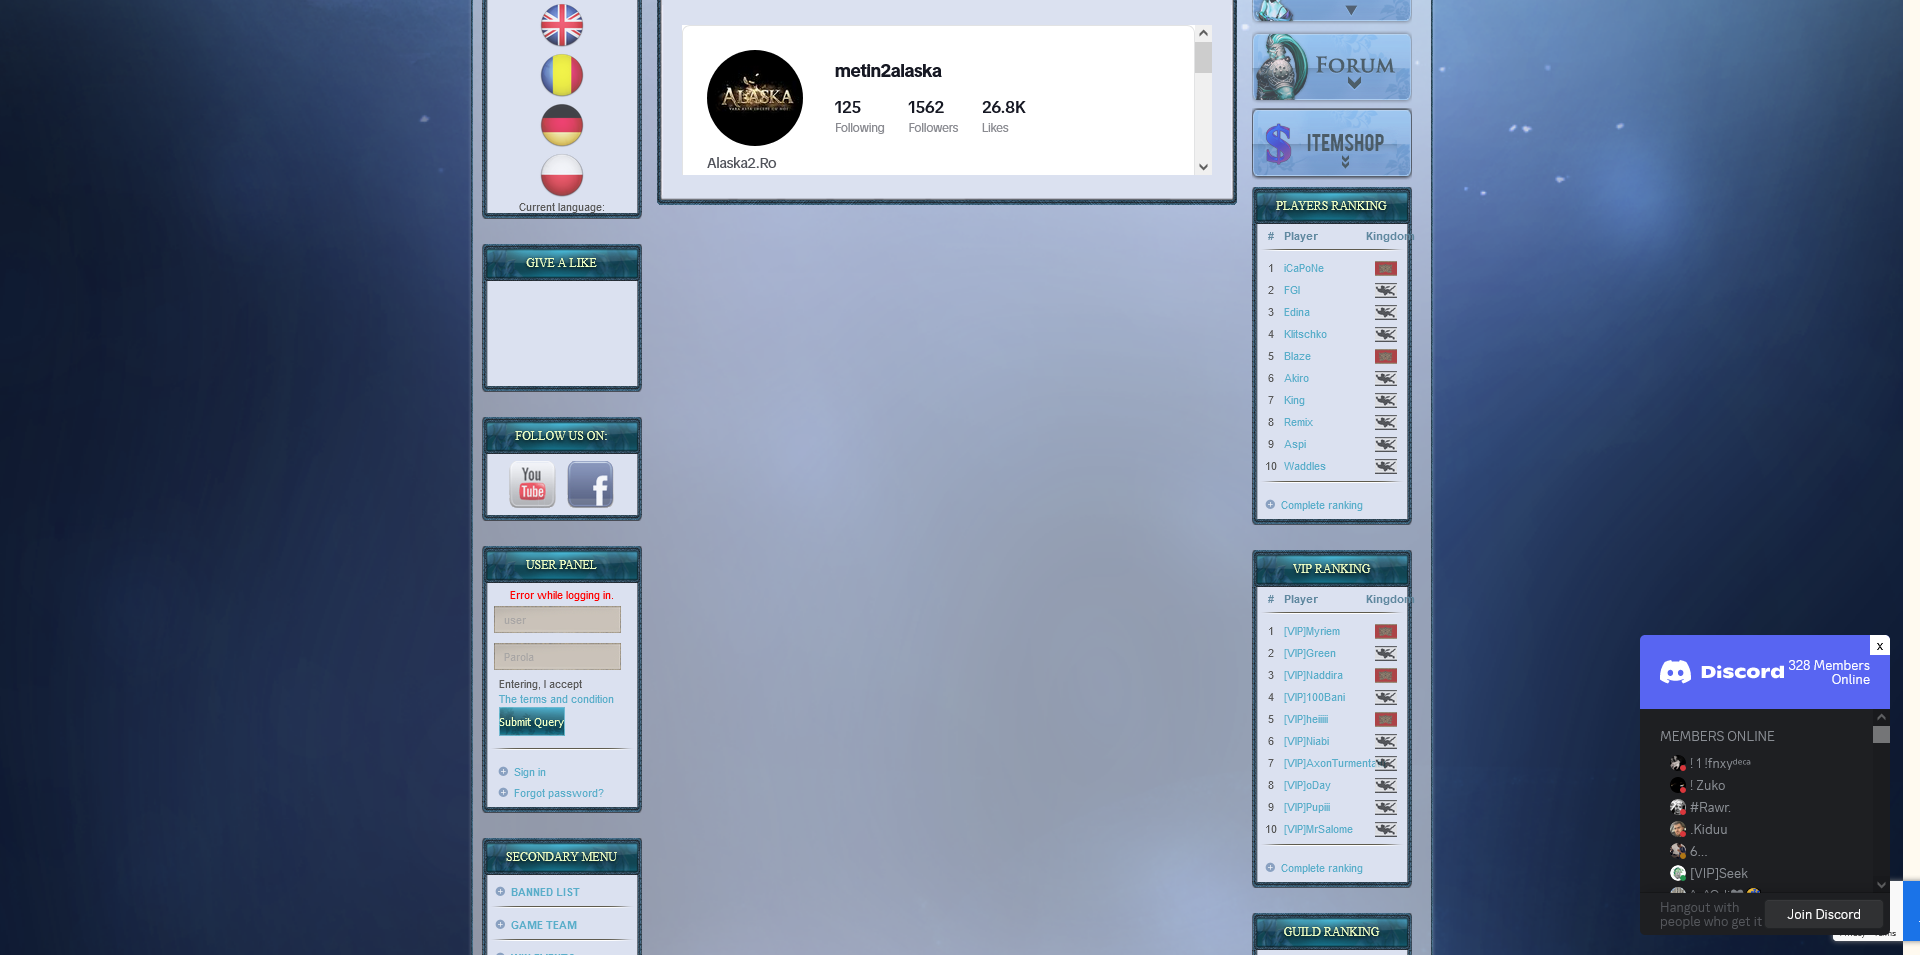 Current language:
GIVE A LIKE
FOLLOW US ON:
You
Tube
f
USER PANEL
Error while logging in.
user
Parola
Entering, I accept
The terms and condition
Submit Query
Sign in
Forgot password?
SECONDARY MENU
BANNED LIST
GAME TEAM
ALASKA
metin2alaska
125 1562 26.8K
Following Followers Likes
Alaska2.Ro
FORUM
$ ITEMSHOP
PLAYERS RANKING
# Player Kingdom
1 iCaPoNe
2 FGI
3 Edina
4 Klitschko
5 Blaze
6 Akiro
7 King
8 Remix
9 Aspi
10 Waddles
Complete ranking
VIP RANKING
# Player Kingdom
1 [VIP]Myriem
2 [VIP]Green
3 [VIP]Naddira
4 [VIP]100Bani
5 [VIP]heiiiii
6 [VIP]Niabi
7 [VIP]AxonTurmenta
8 [VIP]oDay
9 [VIP]Pupiii
10 [VIP]MrSalome
Complete ranking
GUILD RANKING
x
Discord 328 Members
Online
MEMBERS ONLINE
! 1 !fnxyᵈᵉᶜᵃ
! Zuko
#Rawr.
.Kiduu
6...
[VIP]Seek
Hangout with
people who get it
Join Discord